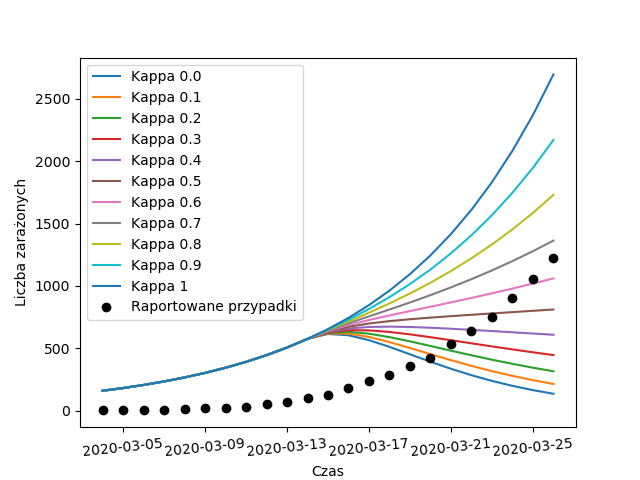 Liczba zarażonych
2500
2000
1500
1000
500
0
Kappa 0.0
Kappa 0.1
Kappa 0.2
Kappa 0.3
Kappa 0.4
Kappa 0.5
Kappa 0.6
Kappa 0.7
Kappa 0.8
Kappa 0.9
Kappa 1
Raportowane przypadki
2020-03-05 2020-03-09 2020-03-13 2020-03-17 2020-03-21 2020-03-25
Czas